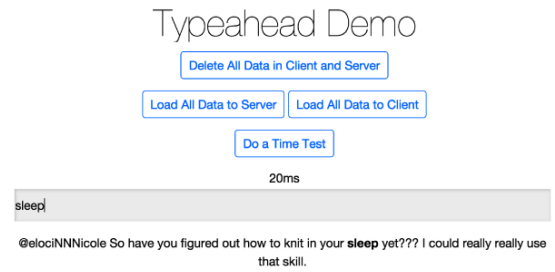 Typeahead Demo
Delete All Data in Client and Server
Load All Data to Server Load All Data to Client
Do a Time Test
20ms
sleep
@elociNNNicole So have you figured out how to knit in your sleep yet??? I could really really use
that skill.